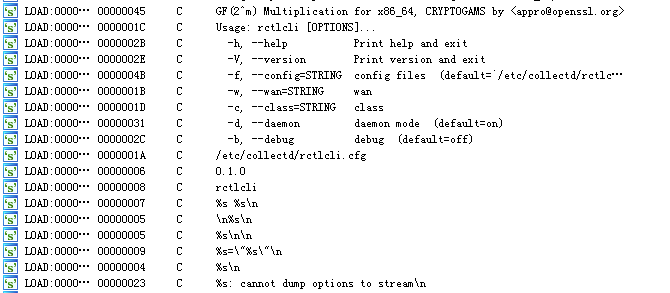 's' LOAD:0000··· 00000045 C GF(2^m) Multiplication for x86_64, CRYPTOGAMS by <appro@openssl.org>
's' LOAD:0000··· 0000001C C Usage: rctlcli [OPTIONS]...
's' LOAD:0000··· 0000002B C -h, --help Print help and exit
's' LOAD:0000··· 0000002E C -V, --version Print version and exit
's' LOAD:0000··· 0000004B C -f, --config=STRING config files (default=`/etc/collectd/rctlc···
's' LOAD:0000··· 0000001B C -w, --wan=STRING wan
's' LOAD:0000··· 0000001D C -c, --class=STRING class
's' LOAD:0000··· 00000031 C -d, --daemon daemon mode (default=on)
's' LOAD:0000··· 0000002C C -b, --debug debug (default=off)
's' LOAD:0000··· 0000001A C /etc/collectd/rctlcli.cfg
's' LOAD:0000··· 00000006 C 0.1.0
's' LOAD:0000··· 00000008 C rctlcli
's' LOAD:0000··· 00000007 C %s %s\n
's' LOAD:0000··· 00000005 C \n%s\n
's' LOAD:0000··· 00000005 C %s\n\n
's' LOAD:0000··· 00000009 C %s=\"%s\"\n
's' LOAD:0000··· 00000004 C %s\n
's' LOAD:0000··· 00000023 C %s: cannot dump options to stream\n